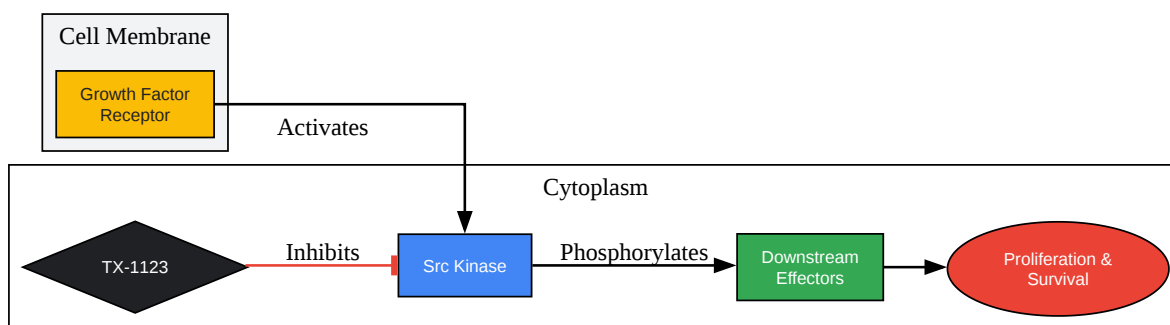 Cell Membrane
Growth Factor
Receptor
Activates
Cytoplasm
TX-1123
Inhibits
Src Kinase
Phosphorylates
Downstream
Effectors
Proliferation &
Survival